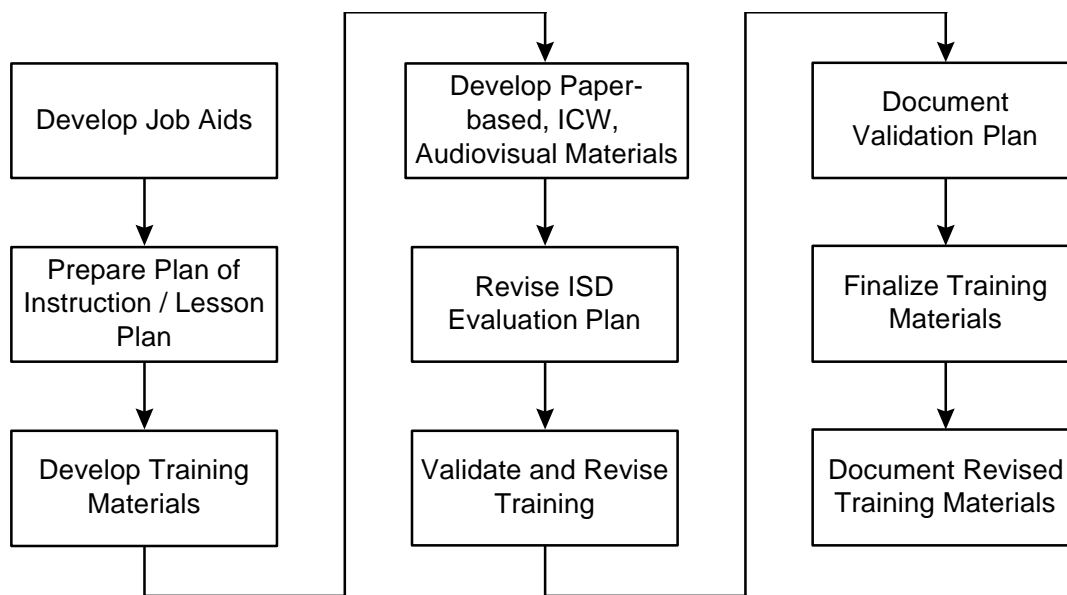 Develop Job Aids
Prepare Plan of
Instruction / Lesson
Plan
Develop Training
Materials
Develop Paper-
based, ICW,
Audiovisual Materials
Revise ISD
Evaluation Plan
Validate and Revise
Training
Document
Validation Plan
Finalize Training
Materials
Document Revised
Training Materials